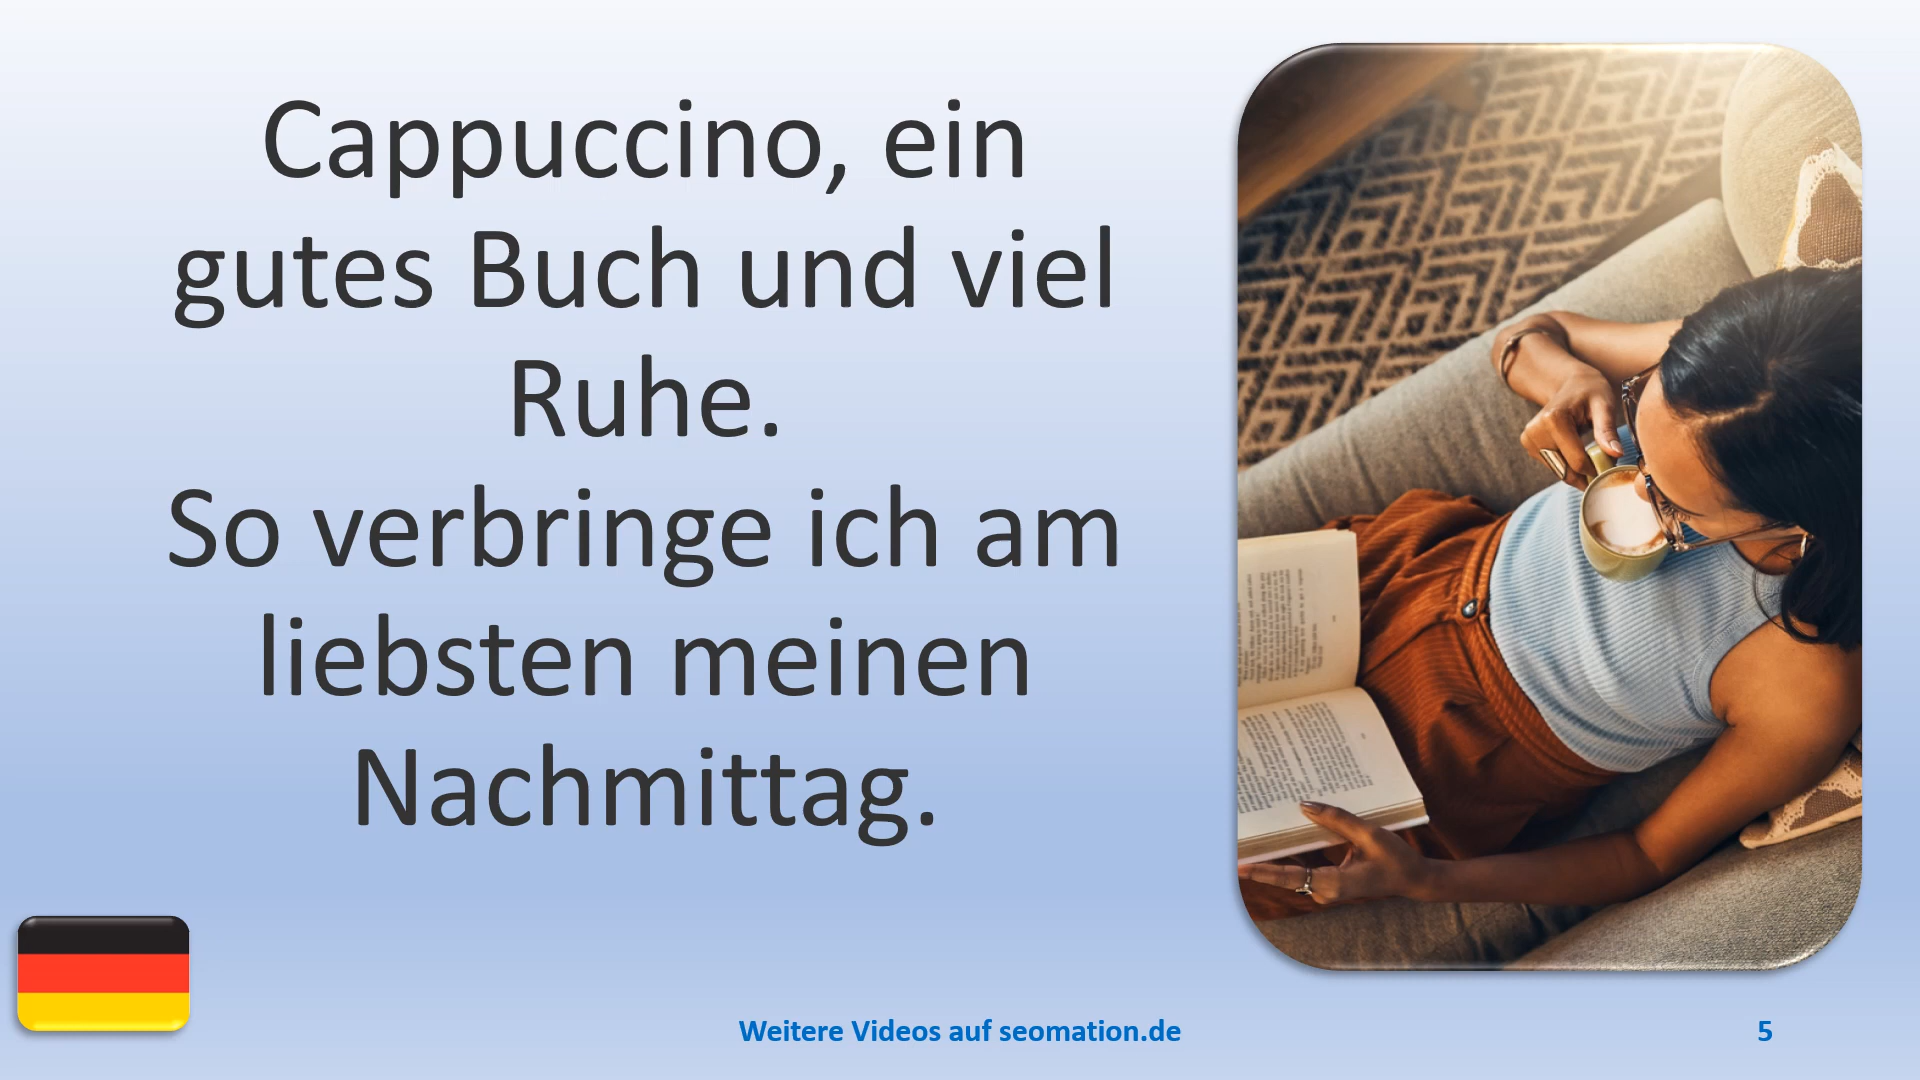 Cappuccino, ein
gutes Buch und viel
Ruhe.
So verbringe ich am
liebsten meinen
Nachmittag.
Weitere Videos auf seomation.de
5